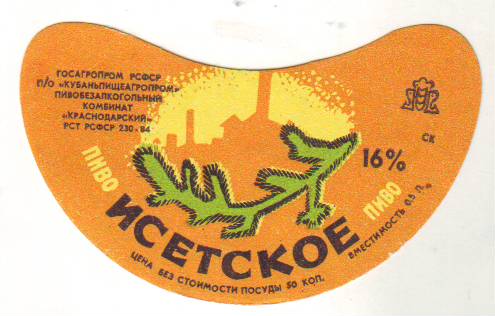 ГОСАГРОПРОМ РСФСР
п/о «КУБАНЬПИЩЕАГРОПРОМ»
ПИВОБЕЗАЛКОГОЛЬНЫЙ
КОМБИНАТ
«КРАСНОДАРСКИЙ»
РСТ РСФСР 230-84
СК
16%
ПИВО
ПИВО
ИСЕТСКОЕ
ЦЕНА БЕЗ СТОИМОСТИ ПОСУДЫ 50 КОП.
ВМЕСТИМОСТЬ 0,5 Л.